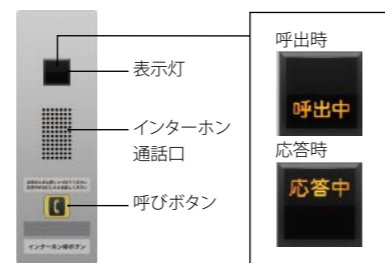 呼出時
呼出中
応答時
応答中
表示灯
インターホン
通話口
呼びボタン
インターホン呼ボタン